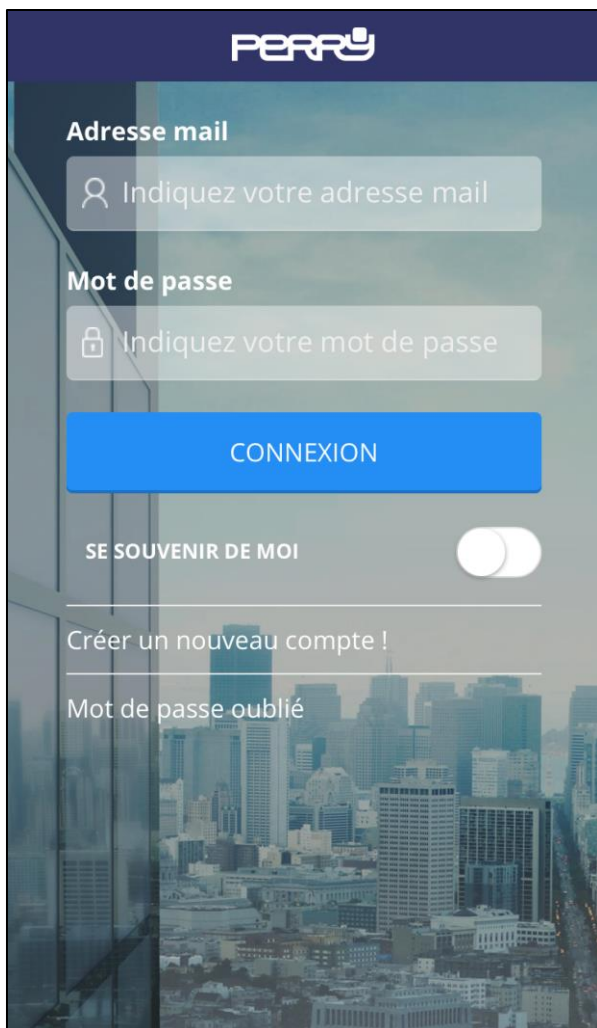 PERRY
Adresse mail
Indiquez votre adresse mail
Mot de passe
Indiquez votre mot de passe
CONNEXION
SE SOUVENIR DE MOI
Créer un nouveau compte !
Mot de passe oublié